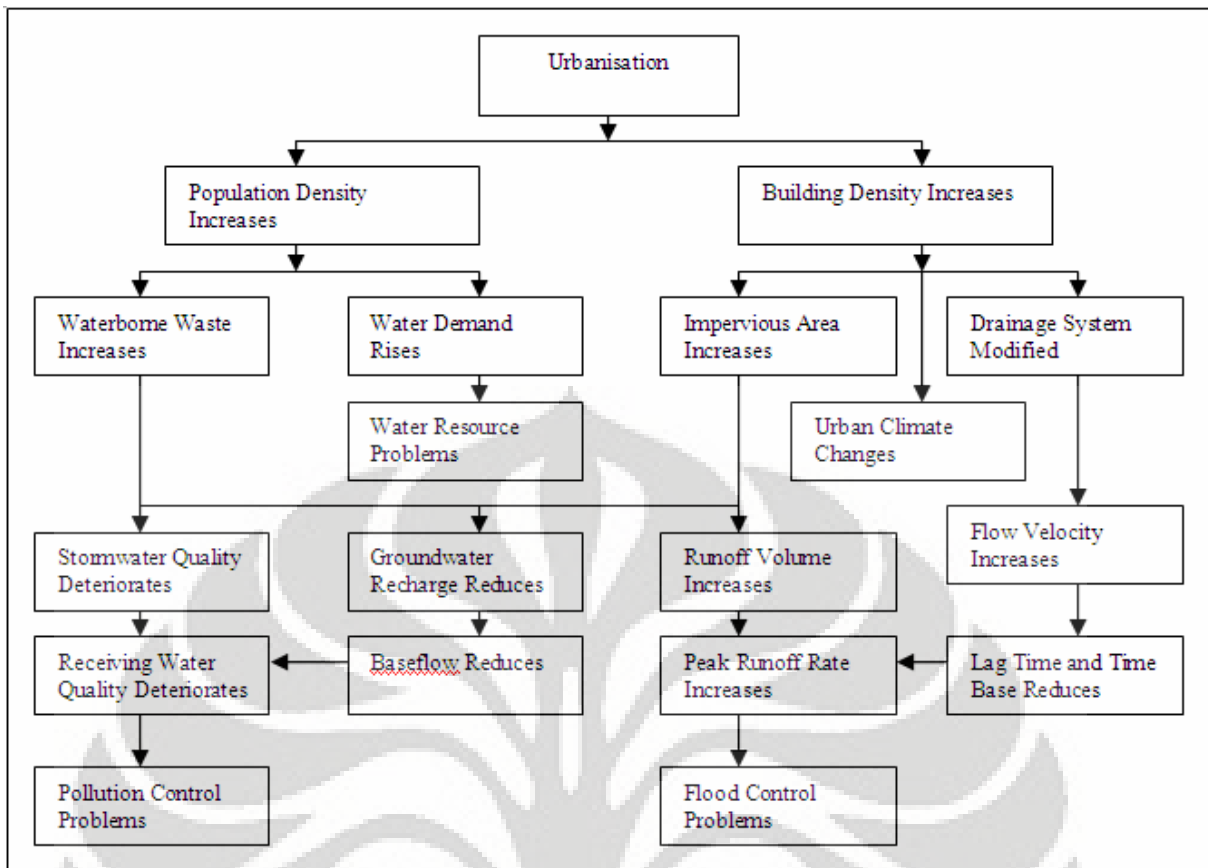 Urbanisation
Population Density
Increases
Building Density Increases
Waterborne Waste
Increases
Water Demand
Rises
Impervious Area
Increases
Drainage System
Modified
Water Resource
Problems
Urban Climate
Changes
Stormwater Quality
Deteriorates
Groundwater
Recharge Reduces
Runoff Volume
Increases
Flow Velocity
Increases
Receiving Water
Quality Deteriorates
Baseflow Reduces
Peak Runoff Rate
Increases
Lag Time and Time
Base Reduces
Pollution Control
Problems
Flood Control
Problems